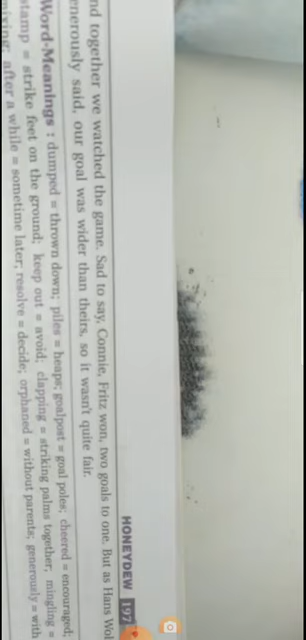 HONEYDEW 197
nd together we watched the game. Sad to say, Connie, Fritz won, two goals to one. But as Hans Wol
enerously said, our goal was wider than theirs, so it wasn't quite fair.
Word-Meanings : dumped = thrown down; piles = heaps; goalpost = goal poles; cheered = encouraged;
stamp = strike feet on the ground; keep out = avoid; clapping = striking palms together, mingling =
mixing; after a while = sometime later; resolve = decide; orphaned = without parents; generously = with